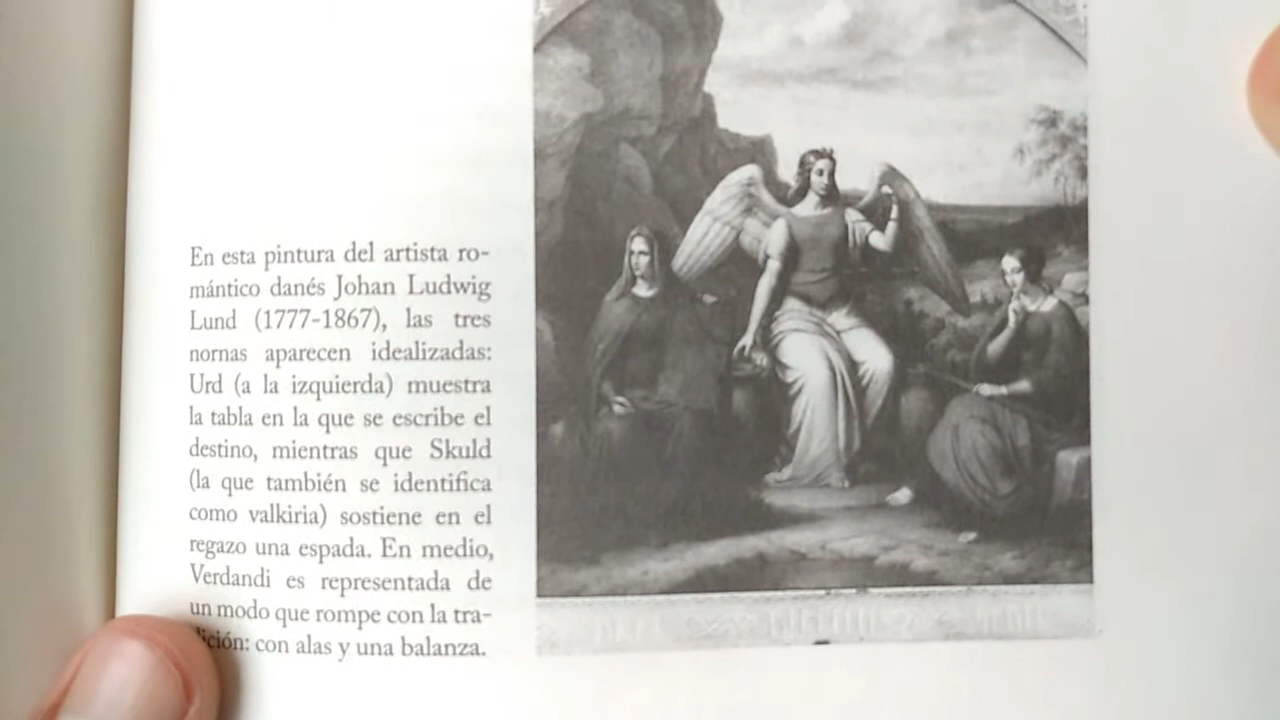 En esta pintura del artista ro-
mántico danés Johan Ludwig
Lund (1777-1867), las tres
nornas aparecen idealizadas:
Urd (a la izquierda) muestra
la tabla en la que se escribe el
destino, mientras que Skuld
(la que también se identifica
como valkiria) sostiene en el
regazo una espada. En medio,
Verdandi es representada de
un modo que rompe con la tra-
dición: con alas y una balanza.